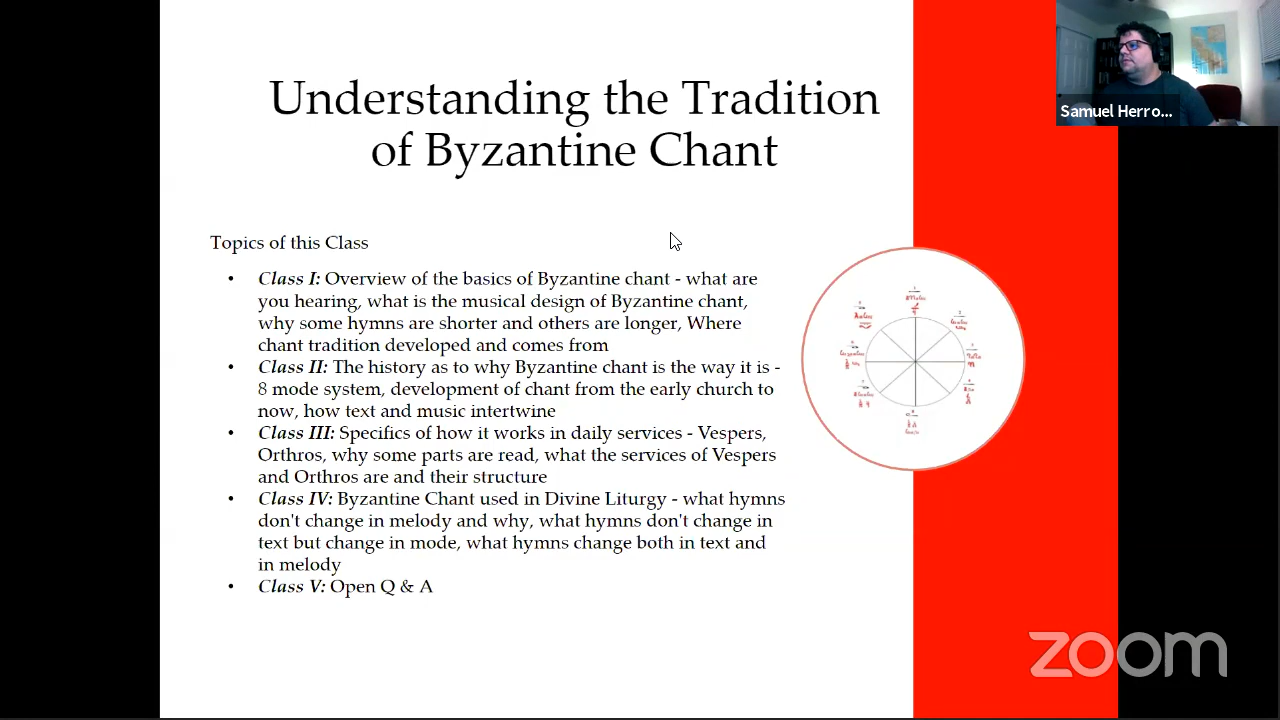 Understanding the Tradition
of Byzantine Chant
Samuel Herro...
Topics of this Class
• Class I: Overview of the basics of Byzantine chant - what are
you hearing, what is the musical design of Byzantine chant,
why some hymns are shorter and others are longer, Where
chant tradition developed and comes from
• Class II: The history as to why Byzantine chant is the way it is -
8 mode system, development of chant from the early church to
now, how text and music intertwine
• Class III: Specifics of how it works in daily services - Vespers,
Orthros, why some parts are read, what the services of Vespers
and Orthros are and their structure
• Class IV: Byzantine Chant used in Divine Liturgy - what hymns
don't change in melody and why, what hymns don't change in
text but change in mode, what hymns change both in text and
in melody
• Class V: Open Q & A
zoom